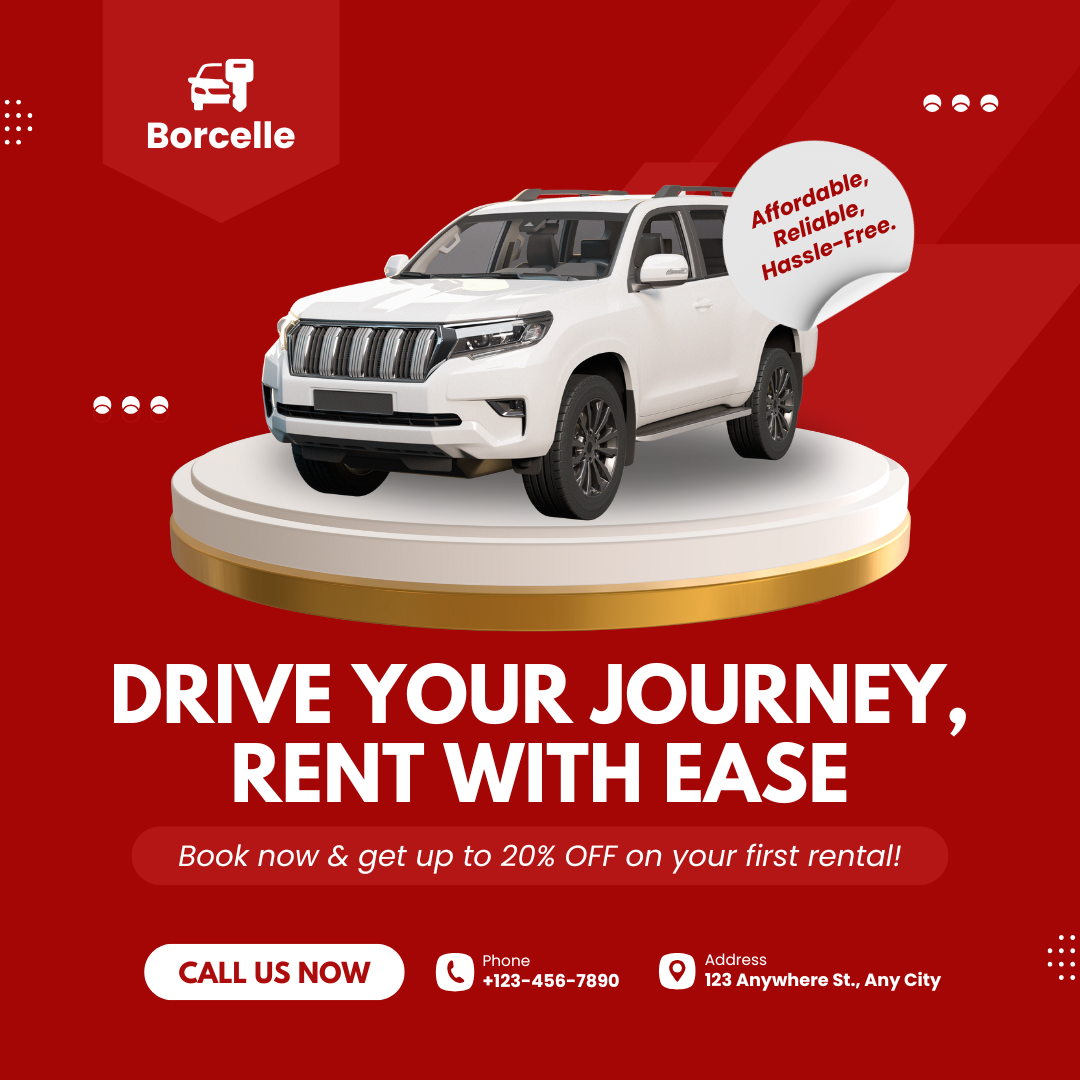 Borcelle
Affordable,
Reliable,
Hassle-Free.
DRIVE YOUR JOURNEY,
RENT WITH EASE
Book now & get up to 20% OFF on your first rental!
CALL US NOW
Phone
+123-456-7890
Address
123 Anywhere St., Any City